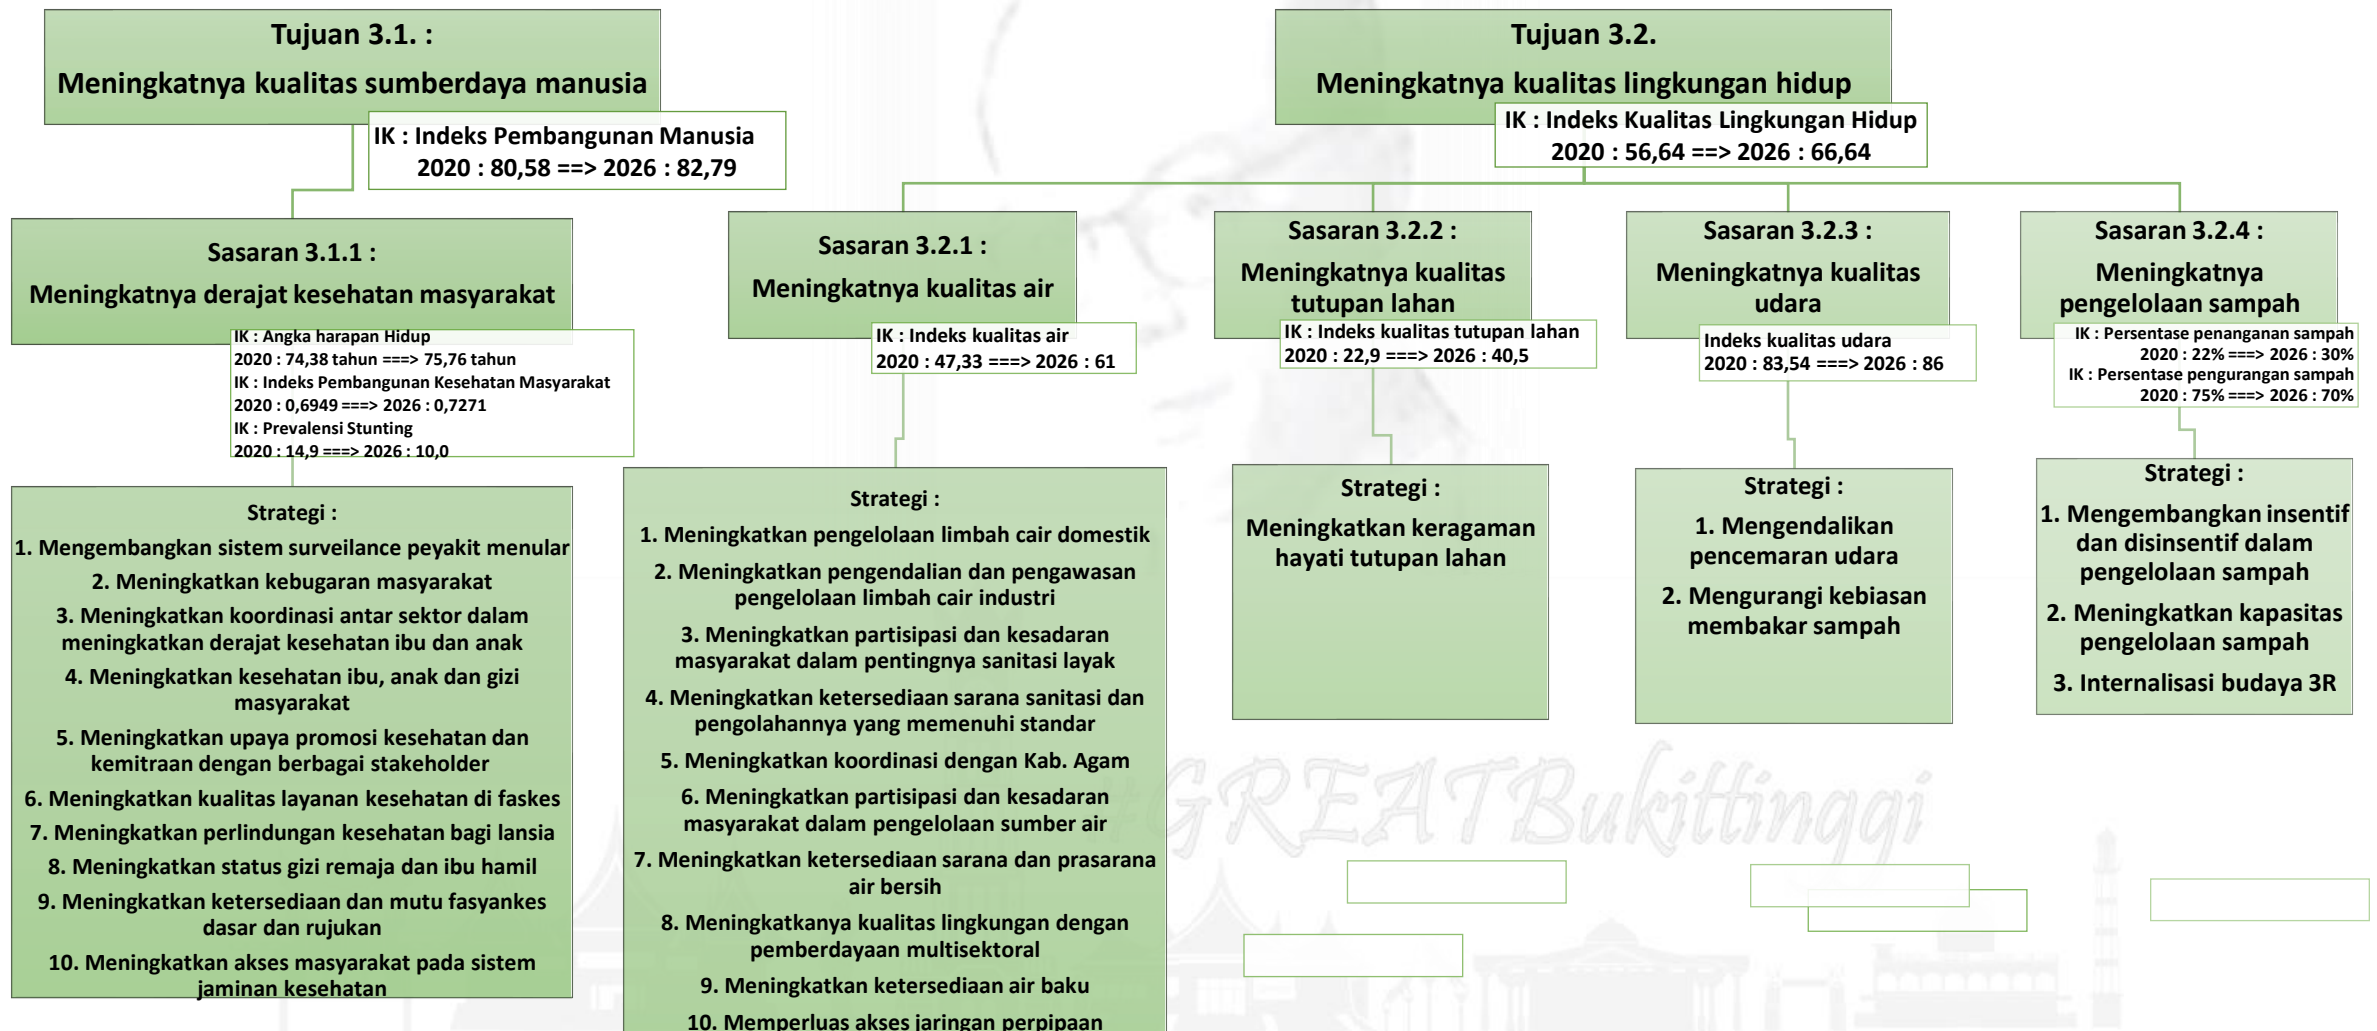 Tujuan 3.1. :
Meningkatnya kualitas sumberdaya manusia
IK : Indeks Pembangunan Manusia
2020 : 80,58 ==> 2026 : 82,79
Sasaran 3.1.1 :
Meningkatnya derajat kesehatan masyarakat
IK : Angka harapan Hidup
2020 : 74,38 tahun ===> 75,76 tahun
IK : Indeks Pembangunan Kesehatan Masyarakat
2020 : 0,6949 ===> 2026 : 0,7271
IK : Prevalensi Stunting
2020 : 14,9 ===> 2026 : 10,0
Strategi :
1. Mengembangkan sistem surveilance peyakit menular
2. Meningkatkan kebugaran masyarakat
3. Meningkatkan koordinasi antar sektor dalam
meningkatkan derajat kesehatan ibu dan anak
4. Meningkatkan kesehatan ibu, anak dan gizi
masyarakat
5. Meningkatkan upaya promosi kesehatan dan
kemitraan dengan berbagai stakeholder
6. Meningkatkan kualitas layanan kesehatan di faskes
7. Meningkatkan perlindungan kesehatan bagi lansia
8. Meningkatkan status gizi remaja dan ibu hamil
9. Meningkatkan ketersediaan dan mutu fasyankes
dasar dan rujukan
10. Meningkatkan akses masyarakat pada sistem
jaminan kesehatan
Tujuan 3.2.
Meningkatnya kualitas lingkungan hidup
IK : Indeks Kualitas Lingkungan Hidup
2020 : 56,64 ==> 2026 : 66,64
Sasaran 3.2.1 :
Meningkatnya kualitas air
IK : Indeks kualitas air
2020 : 47,33 ===> 2026 : 61
Strategi :
1. Meningkatkan pengelolaan limbah cair domestik
2. Meningkatkan pengendalian dan pengawasan
pengelolaan limbah cair industri
3. Meningkatkan partisipasi dan kesadaran
masyarakat dalam pentingnya sanitasi layak
4. Meningkatkan ketersediaan sarana sanitasi dan
pengolahannya yang memenuhi standar
5. Meningkatkan koordinasi dengan Kab. Agam
6. Meningkatkan partisipasi dan kesadaran
masyarakat dalam pengelolaan sumber air
7. Meningkatkan ketersediaan sarana dan prasarana
air bersih
8. Meningkatkanya kualitas lingkungan dengan
pemberdayaan multisektoral
9. Meningkatkan ketersediaan air baku
10. Memperluas akses jaringan perpipaan
Sasaran 3.2.2 :
Meningkatnya kualitas
tutupan lahan
IK : Indeks kualitas tutupan lahan
2020 : 22,9 ===> 2026 : 40,5
Strategi :
Meningkatkan keragaman
hayati tutupan lahan
Sasaran 3.2.3 :
Meningkatnya kualitas
udara
Indeks kualitas udara
2020 : 83,54 ===> 2026 : 86
Strategi :
1. Mengendalikan
pencemaran udara
2. Mengurangi kebiasan
membakar sampah
Sasaran 3.2.4 :
Meningkatnya
pengelolaan sampah
IK : Persentase penanganan sampah
2020 : 22% ===> 2026 : 30%
IK : Persentase pengurangan sampah
2020 : 75% ===> 2026 : 70%
Strategi :
1. Mengembangkan insentif
dan disinsentif dalam
pengelolaan sampah
2. Meningkatkan kapasitas
pengelolaan sampah
3. Internalisasi budaya 3R
#GREATBukittinggi